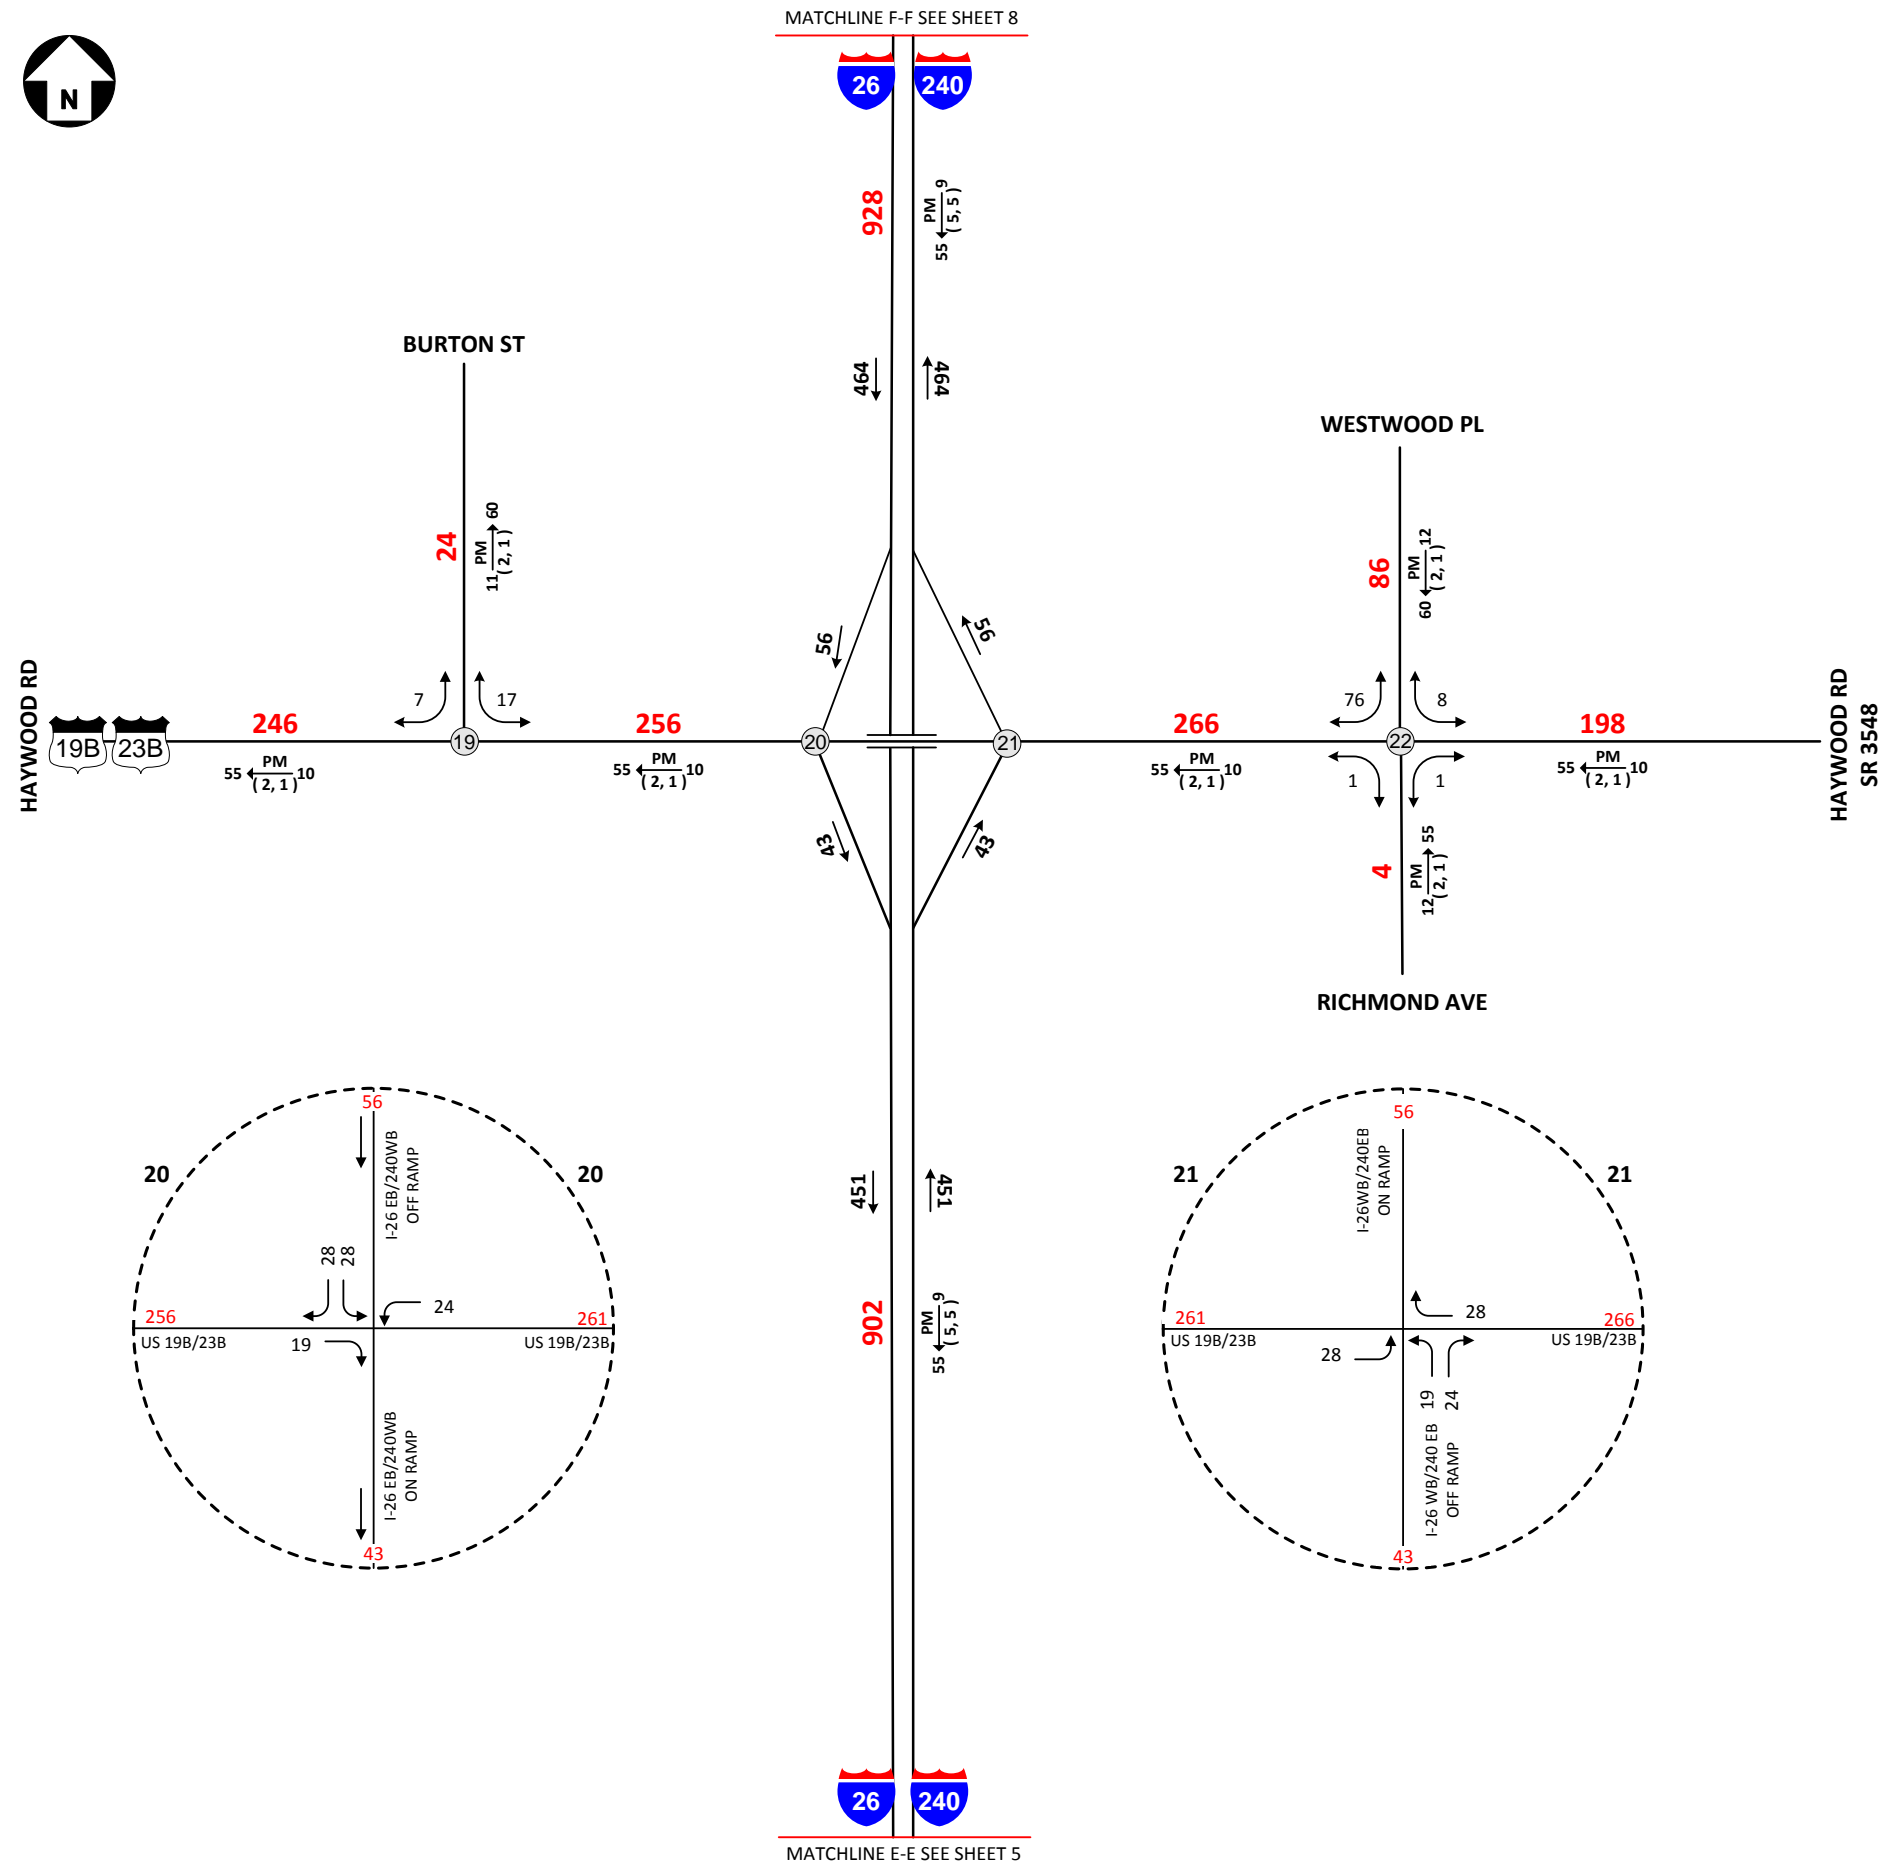 MATCHLINE F-F SEE SHEET 8
N
26
240
928
PM
9
55
( 5, 5 )
464
464
BURTON ST
WESTWOOD PL
24
PM
11
60
( 2, 1 )
86
PM
12
60
( 2, 1 )
56
56
HAYWOOD RD
19B
23B
246
7
17
256
266
76
8
198
HAYWOOD RD
SR 3548
19
20
21
22
55
PM
10
( 2, 1 )
55
PM
10
( 2, 1 )
55
PM
10
( 2, 1 )
1
1
55
PM
10
( 2, 1 )
43
43
4
PM
12
55
( 2, 1 )
RICHMOND AVE
56
20
20
I-26 EB/240WB
OFF RAMP
28
28
24
256
261
US 19B/23B
US 19B/23B
19
I-26 EB/240WB
ON RAMP
43
451
451
902
PM
9
55
( 5, 5 )
56
21
21
I-26WB/240EB
ON RAMP
28
261
266
US 19B/23B
US 19B/23B
28
19
24
I-26 WB/240 EB
OFF RAMP
43
26
240
MATCHLINE E-E SEE SHEET 5